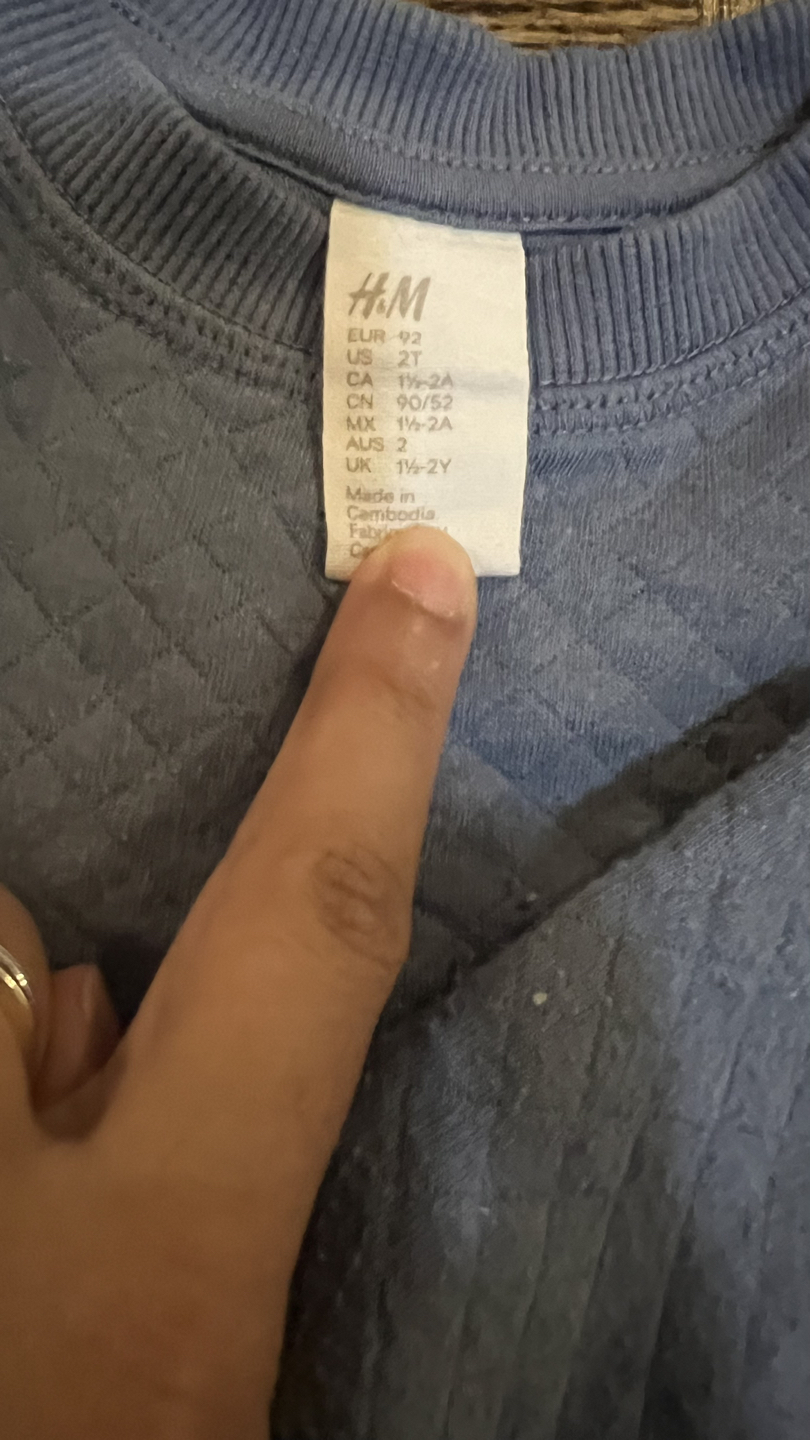 H&M
EUR 92
US 2T
CA 1½-2A
CN 90/52
MX 1½-2A
AUS 2
UK 1½-2Y
Made in
Cambodia